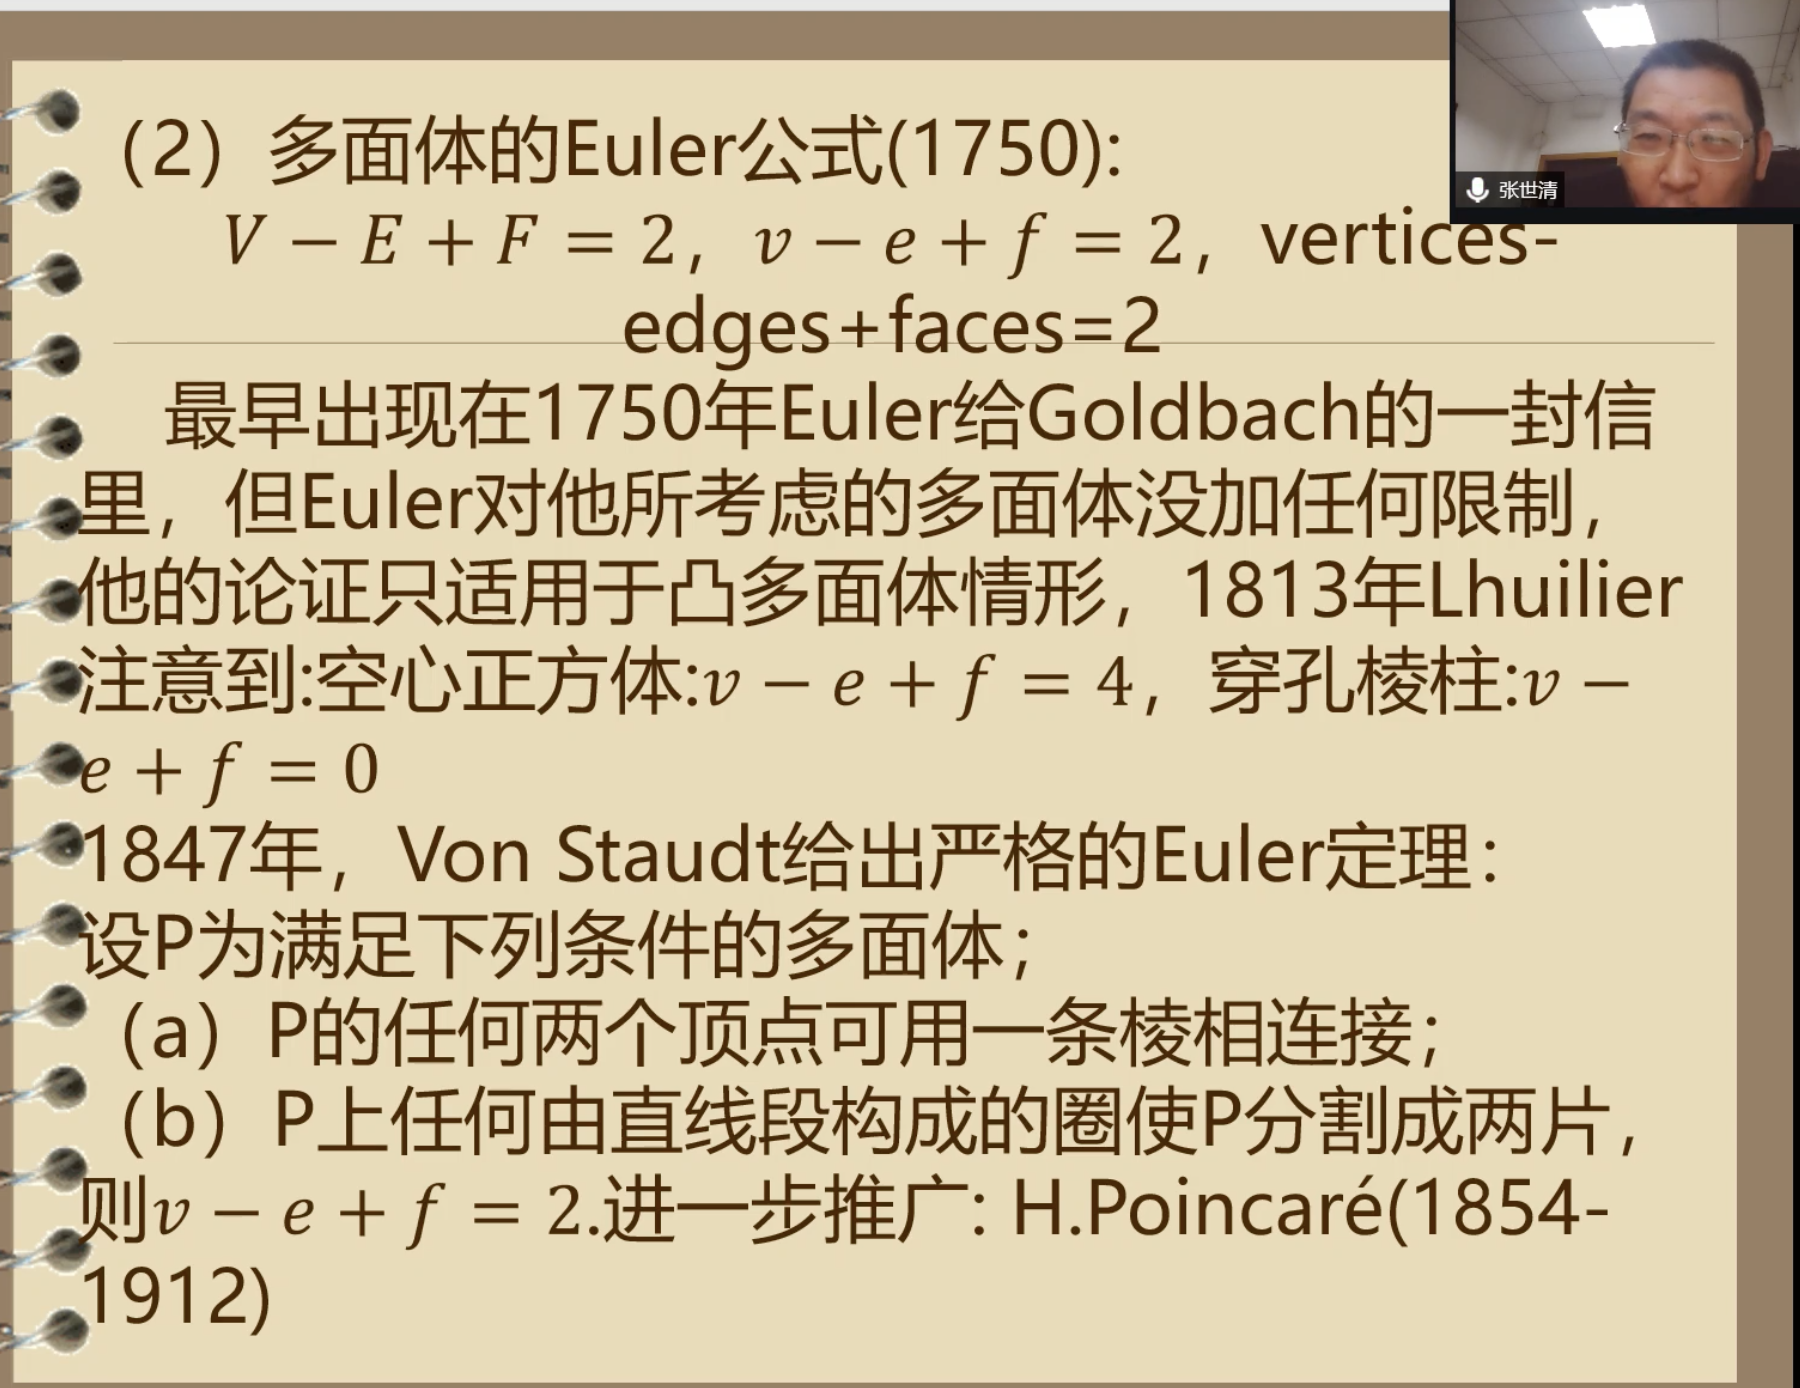 （2）多面体的Euler公式(1750):
V − E + F = 2，v − e + f = 2，vertices-
edges+faces=2
最早出现在1750年Euler给Goldbach的一封信
里，但Euler对他所考虑的多面体没加任何限制，
他的论证只适用于凸多面体情形，1813年Lhuilier
注意到:空心正方体:v − e + f = 4，穿孔棱柱:v −
e + f = 0
1847年，Von Staudt给出严格的Euler定理：
设P为满足下列条件的多面体；
（a）P的任何两个顶点可用一条棱相连接；
（b）P上任何由直线段构成的圈使P分割成两片，
则v − e + f = 2.进一步推广: H.Poincaré(1854-
1912)
张世清